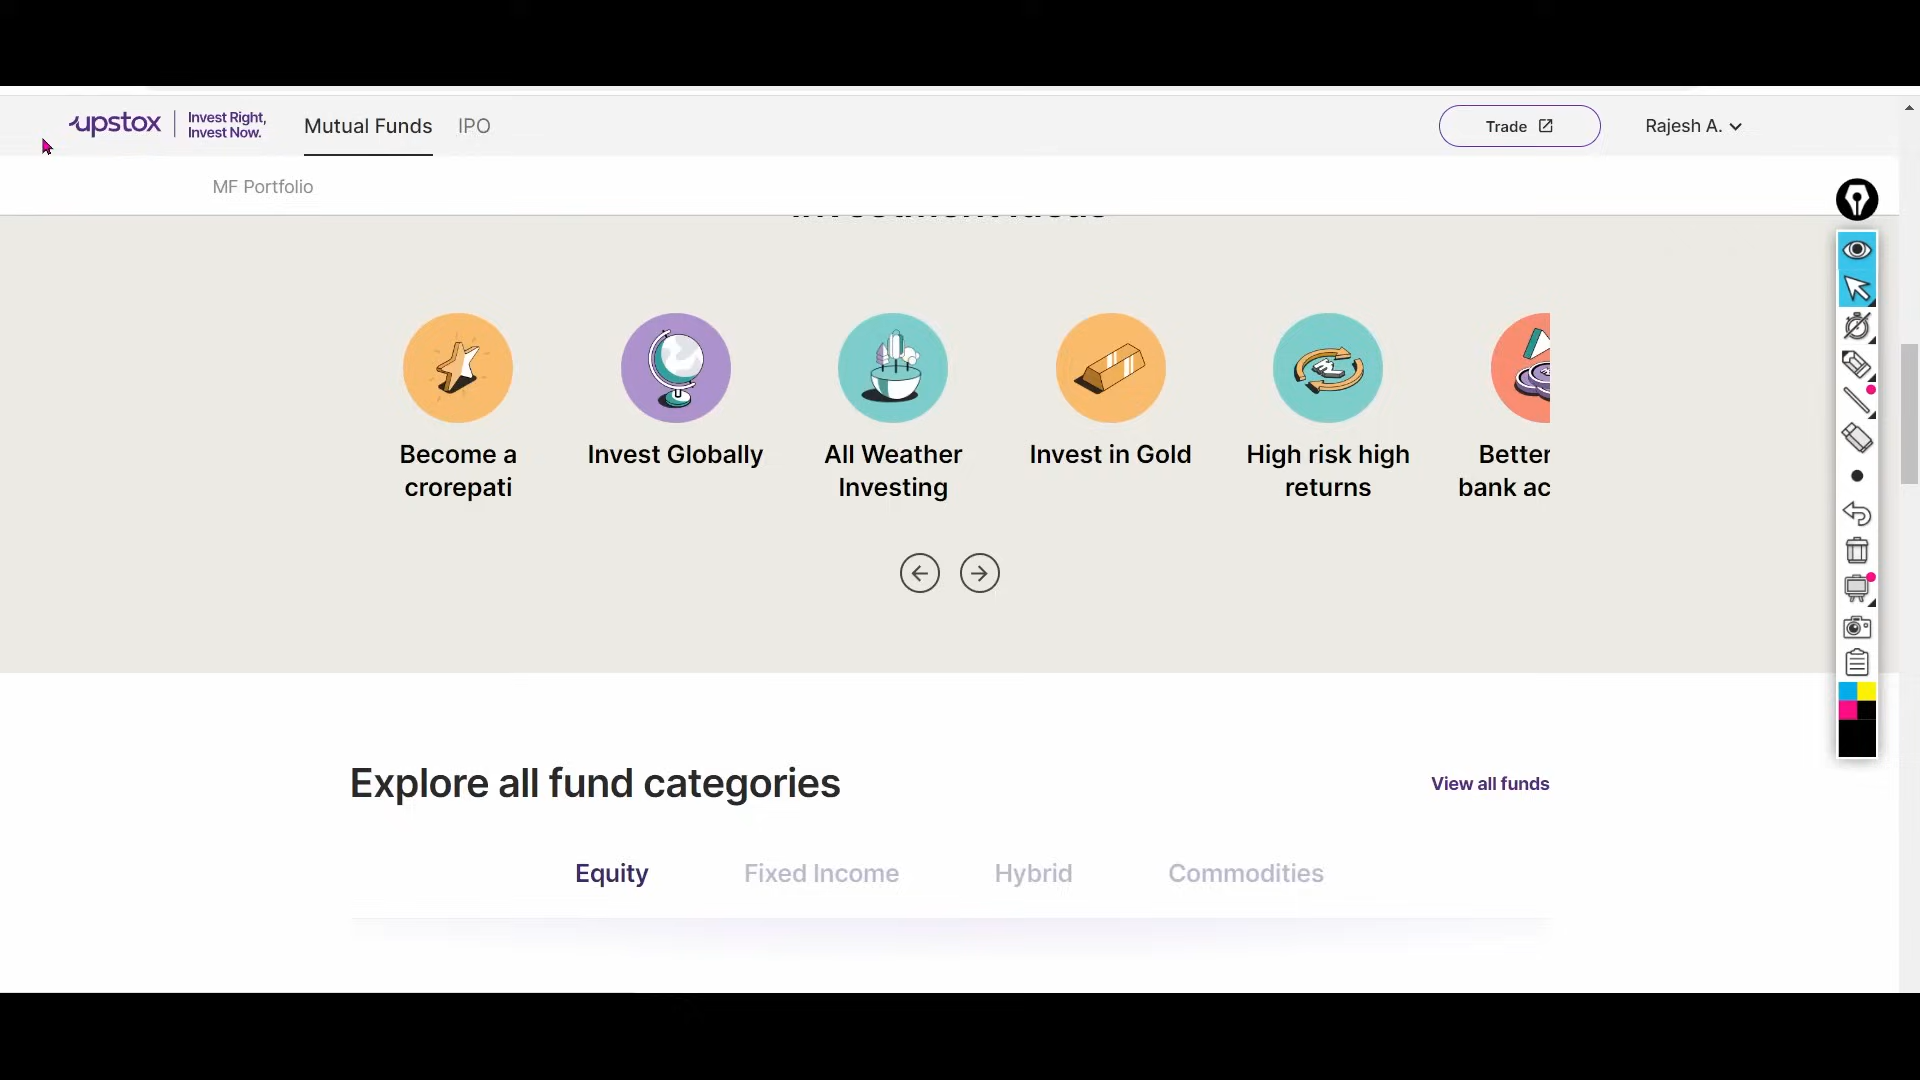 upstox
Invest Right,
Invest Now.
Mutual Funds
IPO
Trade
Rajesh A.
MF Portfolio
Become a
crorepati
Invest Globally
All Weather
Investing
Invest in Gold
High risk high
returns
Better
bank ac
Explore all fund categories
View all funds
Equity
Fixed Income
Hybrid
Commodities